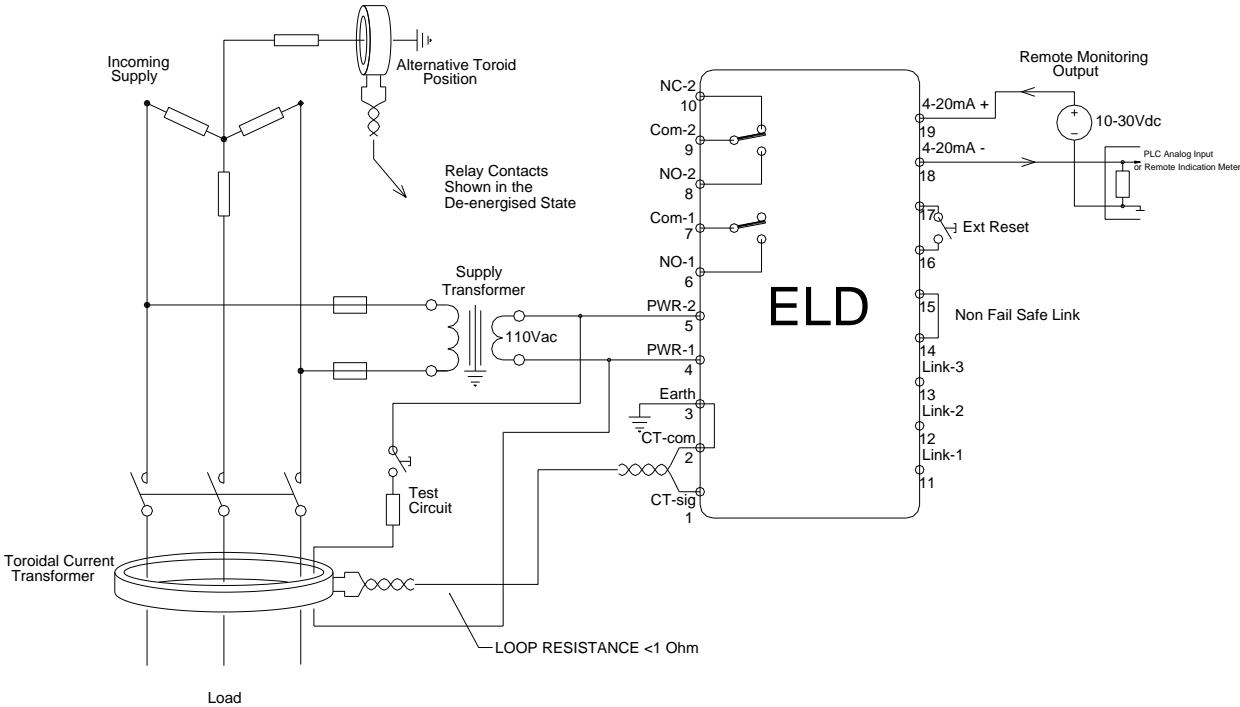 Incoming
Supply
Alternative Toroid
Position
Relay Contacts
Shown in the
De-energised State
Supply
Transformer
110Vac
Test
Circuit
Toroidal Current
Transformer
LOOP RESISTANCE <1 Ohm
Load
NC-2
10
Com-2
9
NO-2
8
Com-1
7
NO-1
6
PWR-2
5
PWR-1
4
Earth
3
CT-com
2
CT-sig
1
ELD
4-20mA +
19
4-20mA -
18
17
Ext Reset
16
15
Non Fail Safe Link
14
Link-3
13
Link-2
12
Link-1
11
Remote Monitoring
Output
+
10-30Vdc
−
PLC Analog Input
or Remote Indication Meter